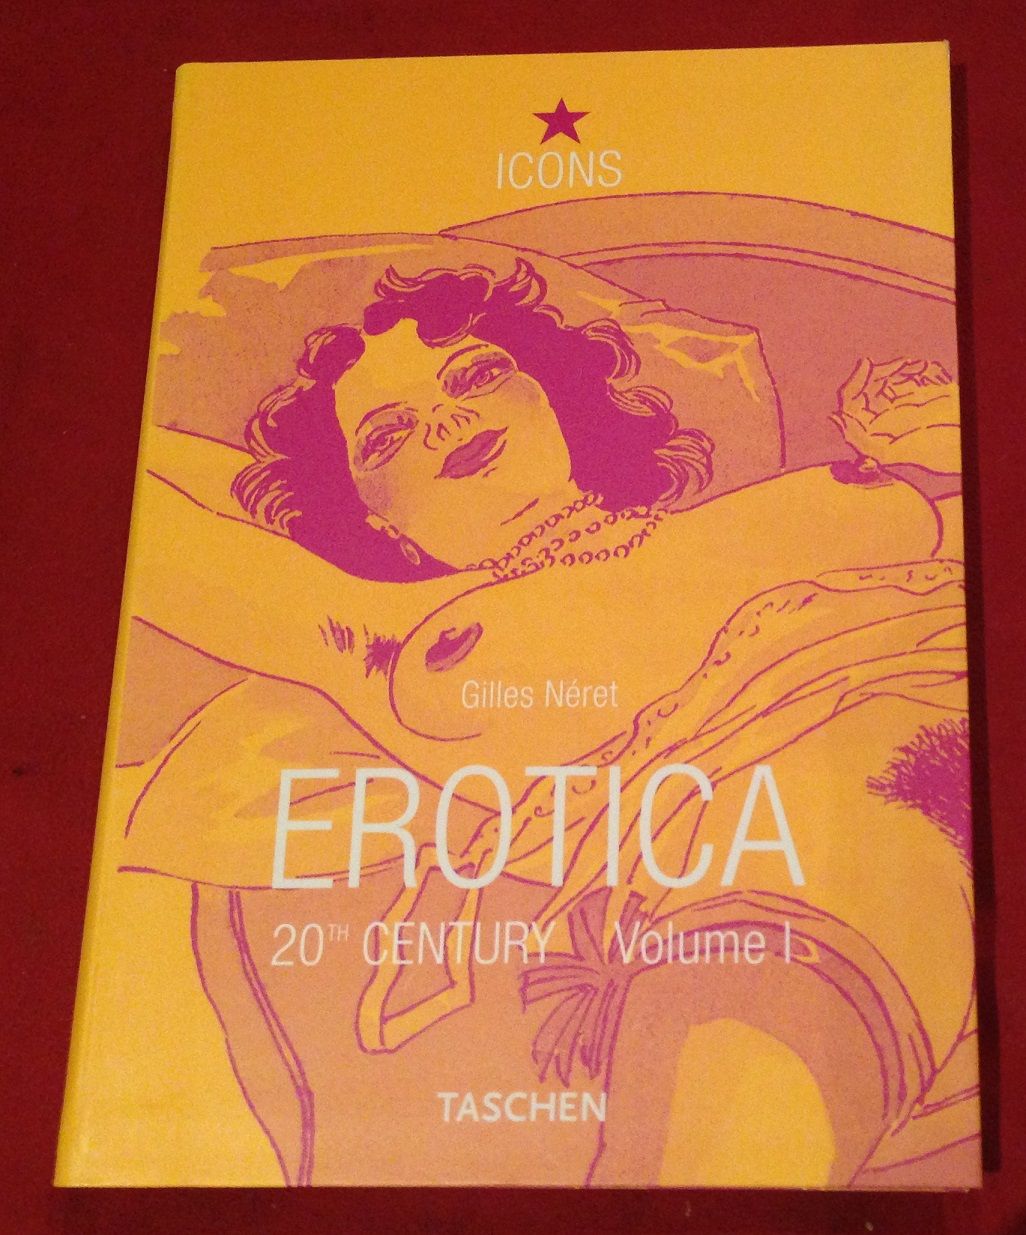 ICONS
Gilles Néret
EROTICA
20TH CENTURY Volume I
TASCHEN